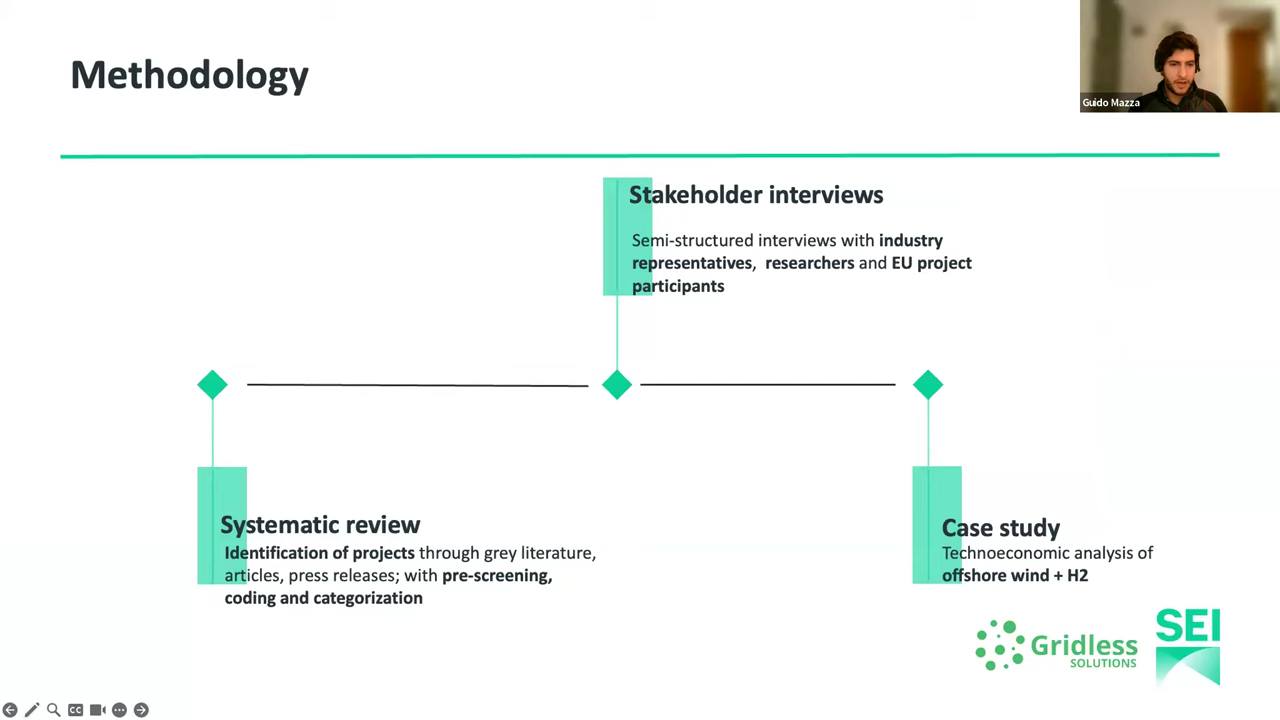 Methodology
Guido Mazza
Stakeholder interviews
Semi-structured interviews with industry
representatives, researchers and EU project
participants
Systematic review
Identification of projects through grey literature,
articles, press releases; with pre-screening,
coding and categorization
Case study
Technoeconomic analysis of
offshore wind + H2
Gridless
SOLUTIONS
SEI
CC